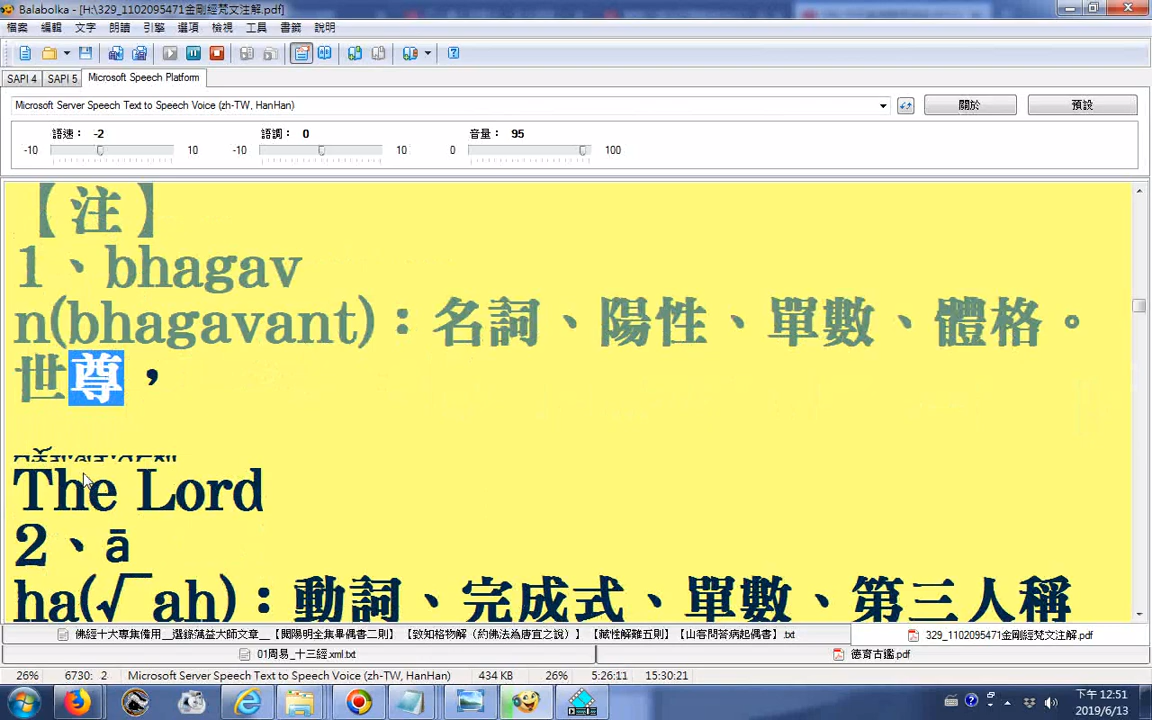 Balabolka - [H:\329_1102095471金剛經梵文注解.pdf]
檔案 編輯 文字 朗讀 引擎 選項 檢視 工具 書籤 說明
SAPI 4 SAPI 5 Microsoft Speech Platform
Microsoft Server Speech Text to Speech Voice (zh-TW, HanHan) 關於 預設
語速： -2 語調： 0 音量： 95
-10 10 -10 10 0 100
【注】
1、bhagav
n(bhagavant)：名詞、陽性、單數、體格。
世尊，
The Lord
2、ā
ha(√ah)：動詞、完成式、單數、第三人稱
佛經十大專集備用__選錄蕅益大師文章__【閱陽明全集畢偶書二則】【致知格物解（約佛法為唐宜之說）】【藏性解難五則】【山客問答病起偶書】.txt 329_1102095471金剛經梵文注解.pdf
01周易_十三經.xml.txt 德育古鑑.pdf
26% 6730: 2 Microsoft Server Speech Text to Speech Voice (zh-TW, HanHan) 434 KB 26% 5:26:11 15:30:21
下午 12:51
2019/6/13